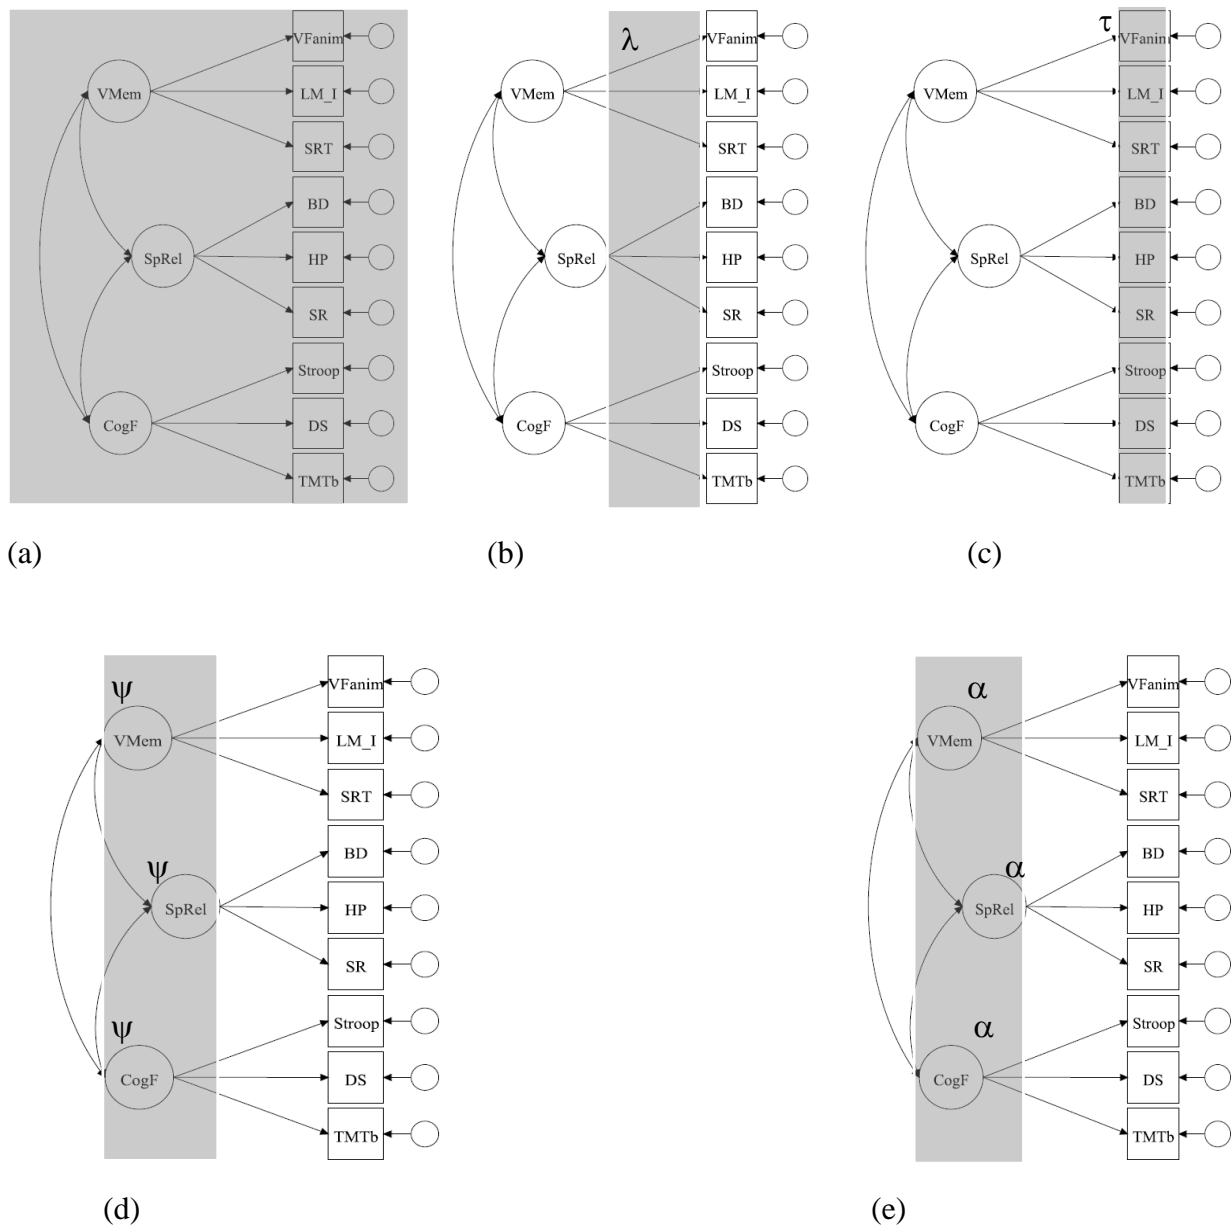 VFanim
VMem
LM_I
SRT
BD
SpRel
HP
SR
Stroop
CogF
DS
TMTb
(a)
λ
VFanim
VMem
LM_I
SRT
BD
SpRel
HP
SR
Stroop
CogF
DS
TMTb
(b)
τ
VFanim
VMem
LM_I
SRT
BD
SpRel
HP
SR
Stroop
CogF
DS
TMTb
(c)
ψ
VFanim
VMem
LM_I
SRT
ψ
BD
SpRel
HP
SR
ψ
Stroop
CogF
DS
TMTb
(d)
α
VFanim
VMem
LM_I
SRT
α
BD
SpRel
HP
SR
α
Stroop
CogF
DS
TMTb
(e)